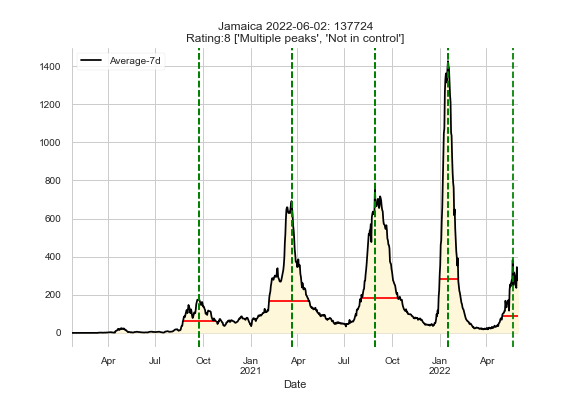 Jamaica 2022-06-02: 137724
Rating:8 ['Multiple peaks', 'Not in control']
Average-7d
1400
1200
1000
800
600
400
200
0
Apr Jul Oct Jan Apr Jul Oct Jan Apr
2021 2022
Date